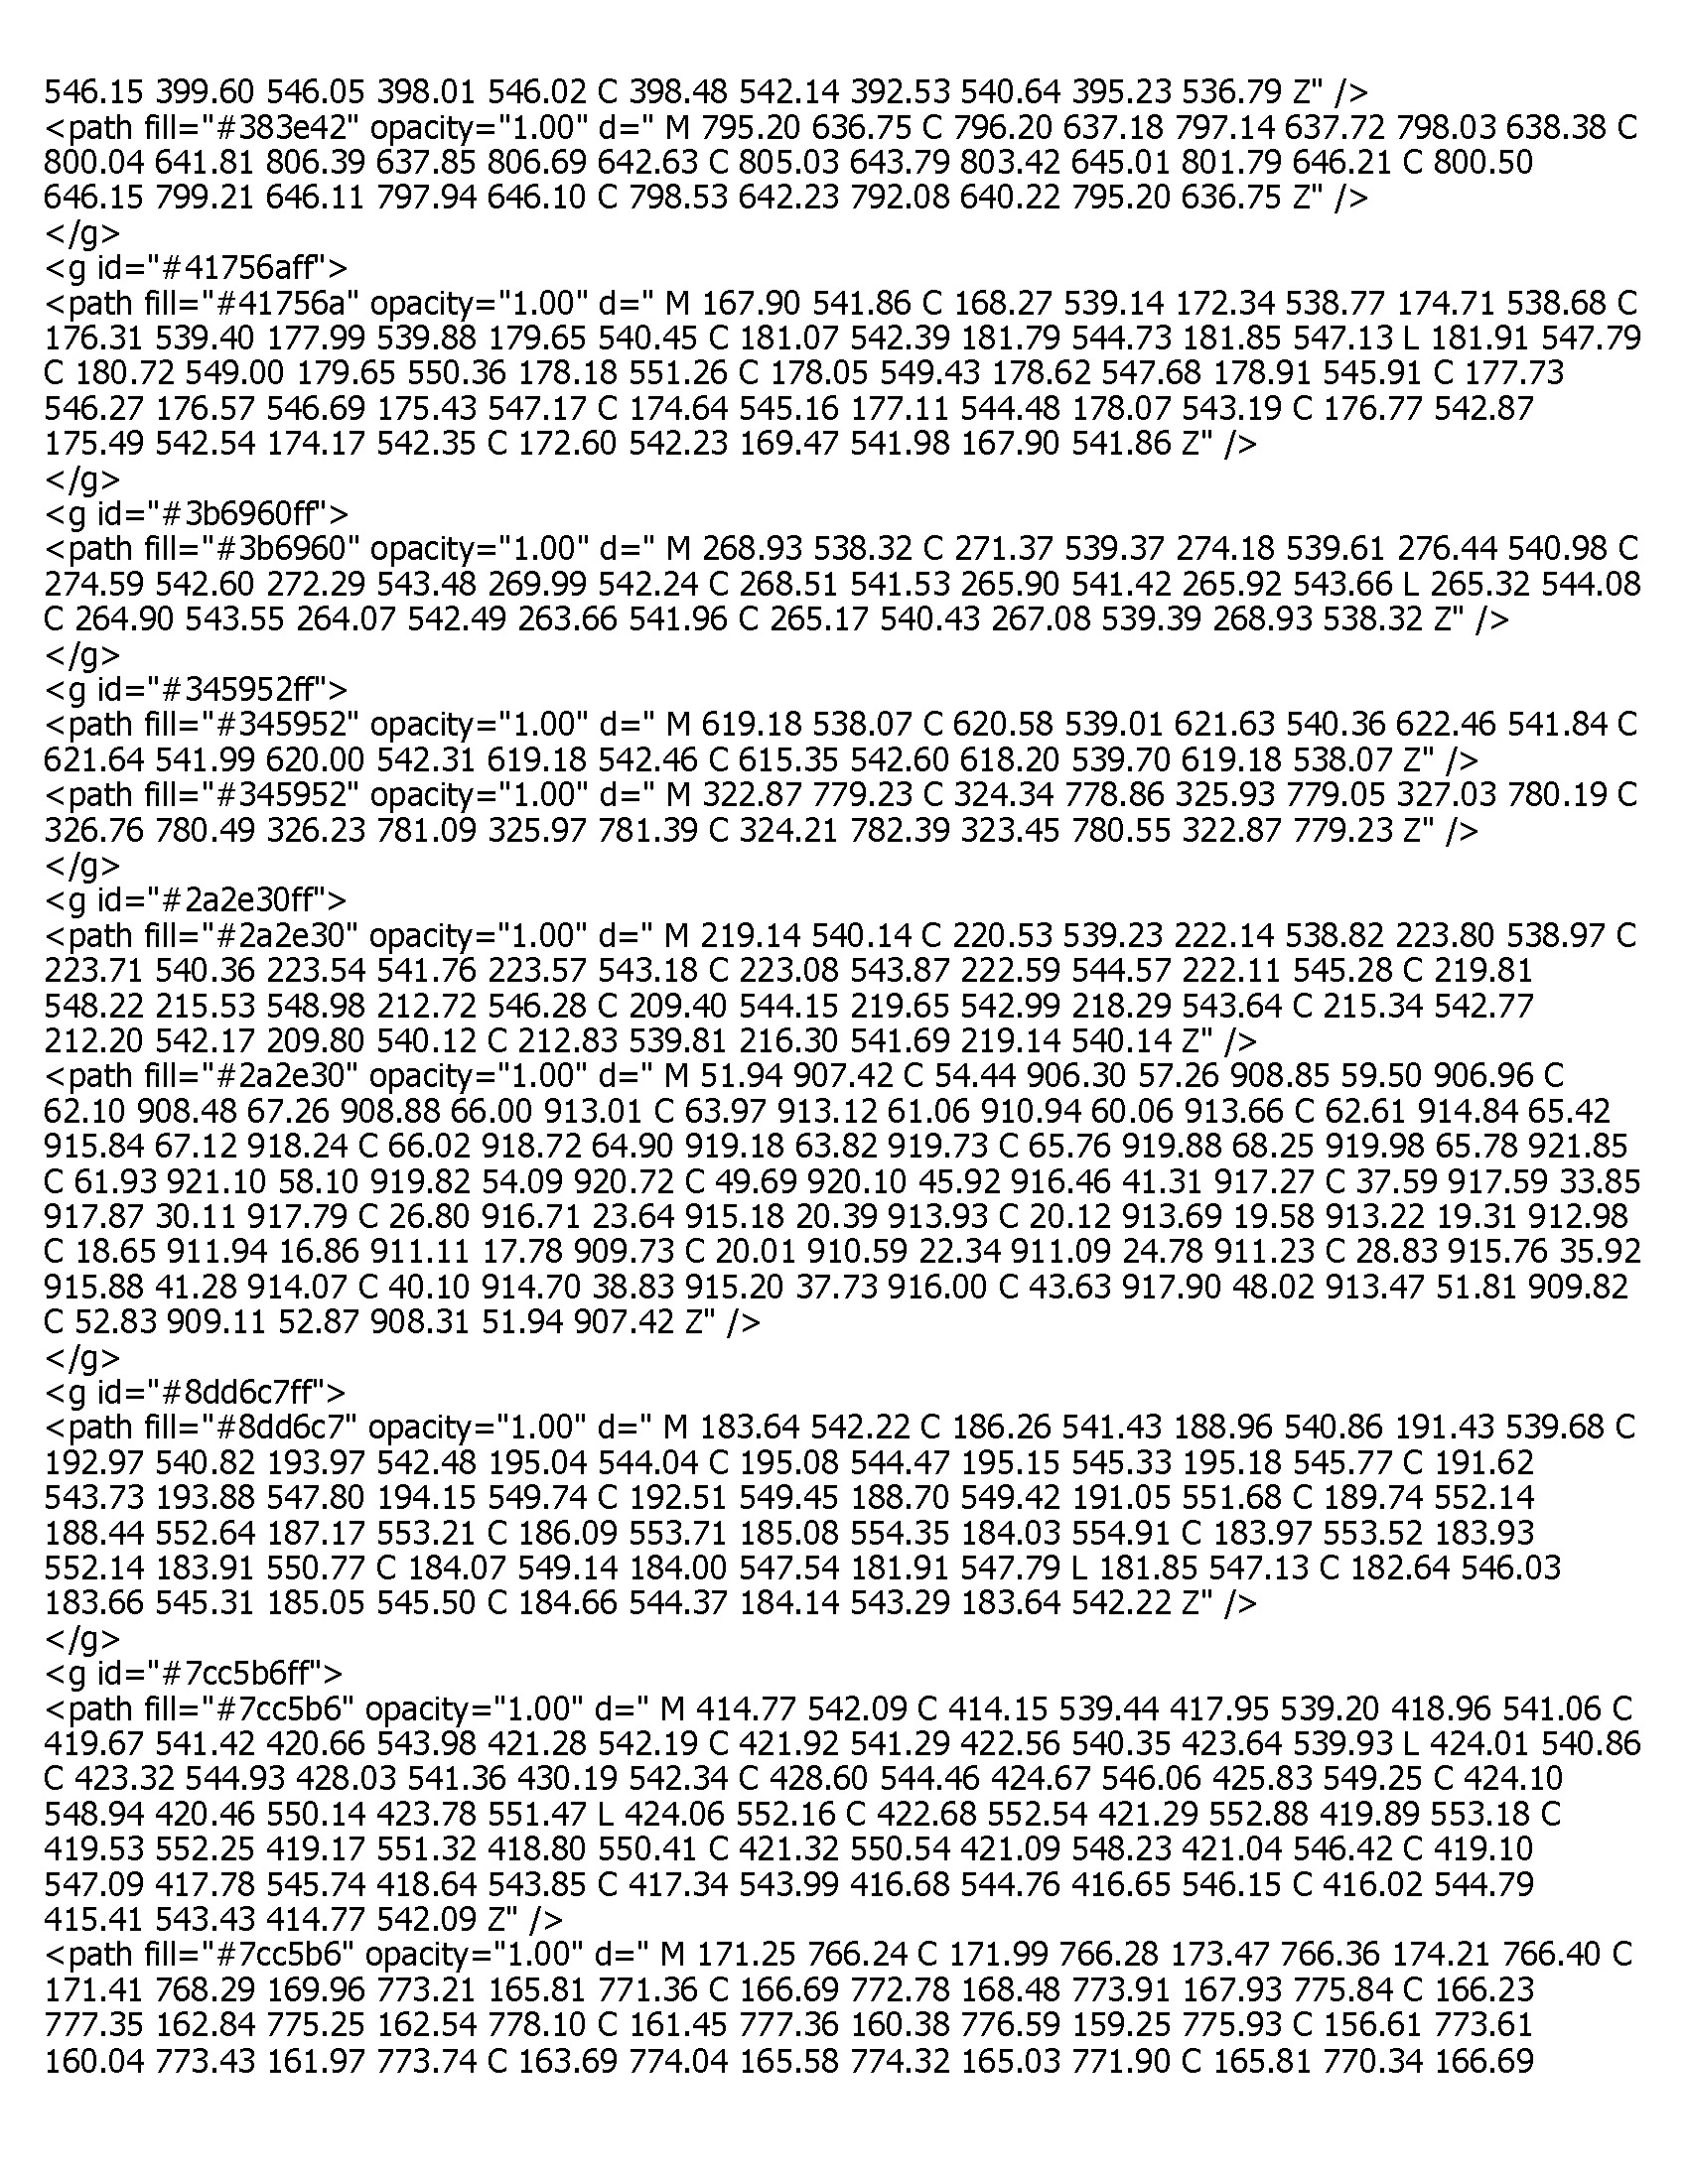 546.15 399.60 546.05 398.01 546.02 C 398.48 542.14 392.53 540.64 395.23 536.79 Z" />
<path fill="#383e42" opacity="1.00" d=" M 795.20 636.75 C 796.20 637.18 797.14 637.72 798.03 638.38 C
800.04 641.81 806.39 637.85 806.69 642.63 C 805.03 643.79 803.42 645.01 801.79 646.21 C 800.50
646.15 799.21 646.11 797.94 646.10 C 798.53 642.23 792.08 640.22 795.20 636.75 Z" />
</g>
<g id="#41756aff">
<path fill="#41756a" opacity="1.00" d=" M 167.90 541.86 C 168.27 539.14 172.34 538.77 174.71 538.68 C
176.31 539.40 177.99 539.88 179.65 540.45 C 181.07 542.39 181.79 544.73 181.85 547.13 L 181.91 547.79
C 180.72 549.00 179.65 550.36 178.18 551.26 C 178.05 549.43 178.62 547.68 178.91 545.91 C 177.73
546.27 176.57 546.69 175.43 547.17 C 174.64 545.16 177.11 544.48 178.07 543.19 C 176.77 542.87
175.49 542.54 174.17 542.35 C 172.60 542.23 169.47 541.98 167.90 541.86 Z" />
</g>
<g id="#3b6960ff">
<path fill="#3b6960" opacity="1.00" d=" M 268.93 538.32 C 271.37 539.37 274.18 539.61 276.44 540.98 C
274.59 542.60 272.29 543.48 269.99 542.24 C 268.51 541.53 265.90 541.42 265.92 543.66 L 265.32 544.08
C 264.90 543.55 264.07 542.49 263.66 541.96 C 265.17 540.43 267.08 539.39 268.93 538.32 Z" />
</g>
<g id="#345952ff">
<path fill="#345952" opacity="1.00" d=" M 619.18 538.07 C 620.58 539.01 621.63 540.36 622.46 541.84 C
621.64 541.99 620.00 542.31 619.18 542.46 C 615.35 542.60 618.20 539.70 619.18 538.07 Z" />
<path fill="#345952" opacity="1.00" d=" M 322.87 779.23 C 324.34 778.86 325.93 779.05 327.03 780.19 C
326.76 780.49 326.23 781.09 325.97 781.39 C 324.21 782.39 323.45 780.55 322.87 779.23 Z" />
</g>
<g id="#2a2e30ff">
<path fill="#2a2e30" opacity="1.00" d=" M 219.14 540.14 C 220.53 539.23 222.14 538.82 223.80 538.97 C
223.71 540.36 223.54 541.76 223.57 543.18 C 223.08 543.87 222.59 544.57 222.11 545.28 C 219.81
548.22 215.53 548.98 212.72 546.28 C 209.40 544.15 219.65 542.99 218.29 543.64 C 215.34 542.77
212.20 542.17 209.80 540.12 C 212.83 539.81 216.30 541.69 219.14 540.14 Z" />
<path fill="#2a2e30" opacity="1.00" d=" M 51.94 907.42 C 54.44 906.30 57.26 908.85 59.50 906.96 C
62.10 908.48 67.26 908.88 66.00 913.01 C 63.97 913.12 61.06 910.94 60.06 913.66 C 62.61 914.84 65.42
915.84 67.12 918.24 C 66.02 918.72 64.90 919.18 63.82 919.73 C 65.76 919.88 68.25 919.98 65.78 921.85
C 61.93 921.10 58.10 919.82 54.09 920.72 C 49.69 920.10 45.92 916.46 41.31 917.27 C 37.59 917.59 33.85
917.87 30.11 917.79 C 26.80 916.71 23.64 915.18 20.39 913.93 C 20.12 913.69 19.58 913.22 19.31 912.98
C 18.65 911.94 16.86 911.11 17.78 909.73 C 20.01 910.59 22.34 911.09 24.78 911.23 C 28.83 915.76 35.92
915.88 41.28 914.07 C 40.10 914.70 38.83 915.20 37.73 916.00 C 43.63 917.90 48.02 913.47 51.81 909.82
C 52.83 909.11 52.87 908.31 51.94 907.42 Z" />
</g>
<g id="#8dd6c7ff">
<path fill="#8dd6c7" opacity="1.00" d=" M 183.64 542.22 C 186.26 541.43 188.96 540.86 191.43 539.68 C
192.97 540.82 193.97 542.48 195.04 544.04 C 195.08 544.47 195.15 545.33 195.18 545.77 C 191.62
543.73 193.88 547.80 194.15 549.74 C 192.51 549.45 188.70 549.42 191.05 551.68 C 189.74 552.14
188.44 552.64 187.17 553.21 C 186.09 553.71 185.08 554.35 184.03 554.91 C 183.97 553.52 183.93
552.14 183.91 550.77 C 184.07 549.14 184.00 547.54 181.91 547.79 L 181.85 547.13 C 182.64 546.03
183.66 545.31 185.05 545.50 C 184.66 544.37 184.14 543.29 183.64 542.22 Z" />
</g>
<g id="#7cc5b6ff">
<path fill="#7cc5b6" opacity="1.00" d=" M 414.77 542.09 C 414.15 539.44 417.95 539.20 418.96 541.06 C
419.67 541.42 420.66 543.98 421.28 542.19 C 421.92 541.29 422.56 540.35 423.64 539.93 L 424.01 540.86
C 423.32 544.93 428.03 541.36 430.19 542.34 C 428.60 544.46 424.67 546.06 425.83 549.25 C 424.10
548.94 420.46 550.14 423.78 551.47 L 424.06 552.16 C 422.68 552.54 421.29 552.88 419.89 553.18 C
419.53 552.25 419.17 551.32 418.80 550.41 C 421.32 550.54 421.09 548.23 421.04 546.42 C 419.10
547.09 417.78 545.74 418.64 543.85 C 417.34 543.99 416.68 544.76 416.65 546.15 C 416.02 544.79
415.41 543.43 414.77 542.09 Z" />
<path fill="#7cc5b6" opacity="1.00" d=" M 171.25 766.24 C 171.99 766.28 173.47 766.36 174.21 766.40 C
171.41 768.29 169.96 773.21 165.81 771.36 C 166.69 772.78 168.48 773.91 167.93 775.84 C 166.23
777.35 162.84 775.25 162.54 778.10 C 161.45 777.36 160.38 776.59 159.25 775.93 C 156.61 773.61
160.04 773.43 161.97 773.74 C 163.69 774.04 165.58 774.32 165.03 771.90 C 165.81 770.34 166.69